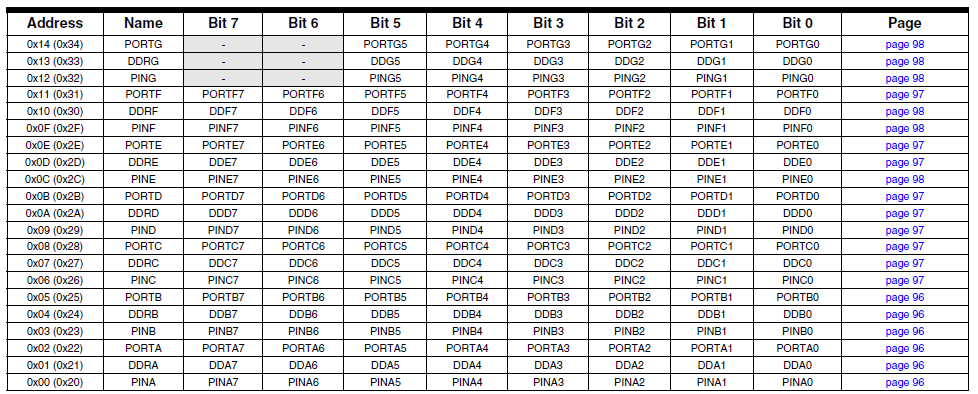 Address Name Bit 7 Bit 6 Bit 5 Bit 4 Bit 3 Bit 2 Bit 1 Bit 0 Page
0x14 (0x34) PORTG - - PORTG5 PORTG4 PORTG3 PORTG2 PORTG1 PORTG0 page 98
0x13 (0x33) DDRG - - DDG5 DDG4 DDG3 DDG2 DDG1 DDG0 page 98
0x12 (0x32) PING - - PING5 PING4 PING3 PING2 PING1 PING0 page 98
0x11 (0x31) PORTF PORTF7 PORTF6 PORTF5 PORTF4 PORTF3 PORTF2 PORTF1 PORTF0 page 97
0x10 (0x30) DDRF DDF7 DDF6 DDF5 DDF4 DDF3 DDF2 DDF1 DDF0 page 98
0x0F (0x2F) PINF PINF7 PINF6 PINF5 PINF4 PINF3 PINF2 PINF1 PINF0 page 98
0x0E (0x2E) PORTE PORTE7 PORTE6 PORTE5 PORTE4 PORTE3 PORTE2 PORTE1 PORTE0 page 97
0x0D (0x2D) DDRE DDE7 DDE6 DDE5 DDE4 DDE3 DDE2 DDE1 DDE0 page 97
0x0C (0x2C) PINE PINE7 PINE6 PINE5 PINE4 PINE3 PINE2 PINE1 PINE0 page 98
0x0B (0x2B) PORTD PORTD7 PORTD6 PORTD5 PORTD4 PORTD3 PORTD2 PORTD1 PORTD0 page 97
0x0A (0x2A) DDRD DDD7 DDD6 DDD5 DDD4 DDD3 DDD2 DDD1 DDD0 page 97
0x09 (0x29) PIND PIND7 PIND6 PIND5 PIND4 PIND3 PIND2 PIND1 PIND0 page 97
0x08 (0x28) PORTC PORTC7 PORTC6 PORTC5 PORTC4 PORTC3 PORTC2 PORTC1 PORTC0 page 97
0x07 (0x27) DDRC DDC7 DDC6 DDC5 DDC4 DDC3 DDC2 DDC1 DDC0 page 97
0x06 (0x26) PINC PINC7 PINC6 PINC5 PINC4 PINC3 PINC2 PINC1 PINC0 page 97
0x05 (0x25) PORTB PORTB7 PORTB6 PORTB5 PORTB4 PORTB3 PORTB2 PORTB1 PORTB0 page 96
0x04 (0x24) DDRB DDB7 DDB6 DDB5 DDB4 DDB3 DDB2 DDB1 DDB0 page 96
0x03 (0x23) PINB PINB7 PINB6 PINB5 PINB4 PINB3 PINB2 PINB1 PINB0 page 96
0x02 (0x22) PORTA PORTA7 PORTA6 PORTA5 PORTA4 PORTA3 PORTA2 PORTA1 PORTA0 page 96
0x01 (0x21) DDRA DDA7 DDA6 DDA5 DDA4 DDA3 DDA2 DDA1 DDA0 page 96
0x00 (0x20) PINA PINA7 PINA6 PINA5 PINA4 PINA3 PINA2 PINA1 PINA0 page 96